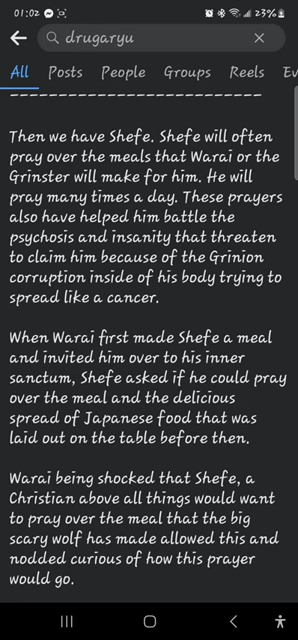 01:02
23%
drugaryu
All Posts People Groups Reels Ev
Then we have Shefe. Shefe will often
pray over the meals that Warai or the
Grinster will make for him. He will
pray many times a day. These prayers
also have helped him battle the
psychosis and insanity that threaten
to claim him because of the Grinion
corruption inside of his body trying to
spread like a cancer.
When Warai first made Shefe a meal
and invited him over to his inner
sanctum, Shefe asked if he could pray
over the meal and the delicious
spread of Japanese food that was
laid out on the table before then.
Warai being shocked that Shefe, a
Christian above all things would want
to pray over the meal that the big
scary wolf has made allowed this and
nodded curious of how this prayer
would go.